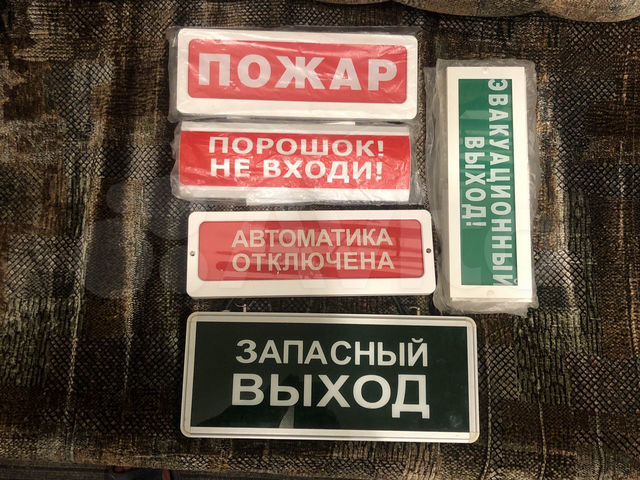 ПОЖАР
ПОРОШОК!
НЕ ВХОДИ!
АВТОМАТИКА
ОТКЛЮЧЕНА
ЗАПАСНЫЙ
ВЫХОД
ЭВАКУАЦИОННЫЙ
ВЫХОД!